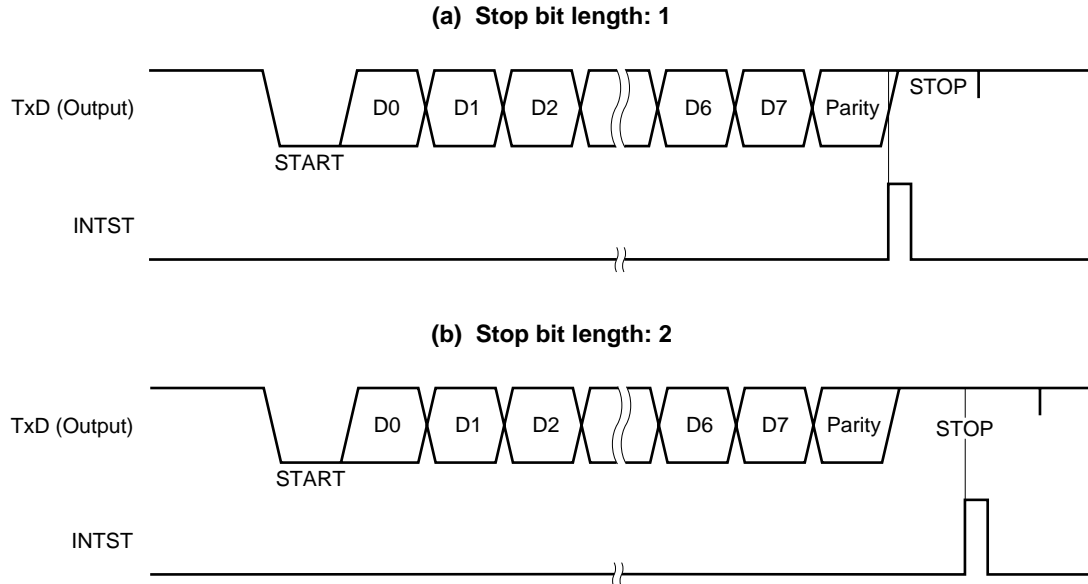 (a) Stop bit length: 1
TxD (Output)
D0 D1 D2 D6 D7 Parity
STOP
START
INTST
(b) Stop bit length: 2
TxD (Output)
D0 D1 D2 D6 D7 Parity
STOP
START
INTST